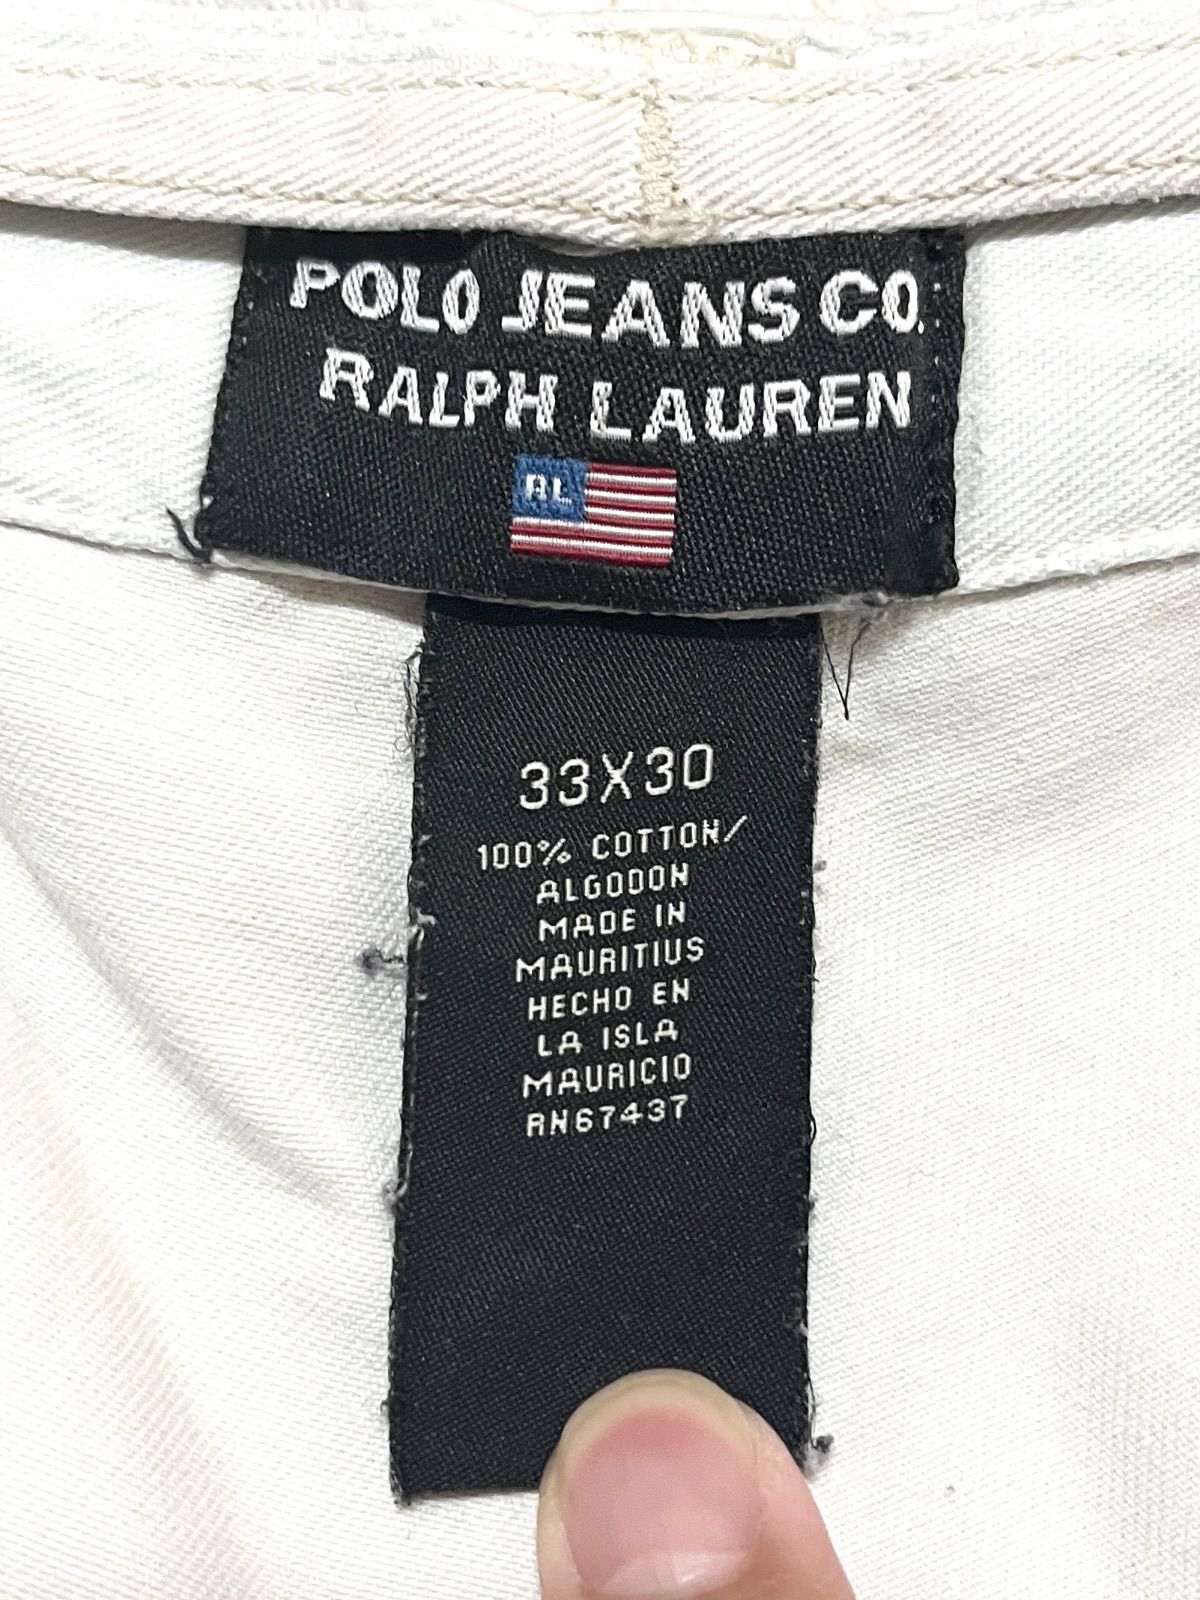 POLO JEANS CO.
RALPH LAUREN
RL
33X30
100% COTTON/
ALGODON
MADE IN
MAURITIUS
HECHO EN
LA ISLA
MAURICIO
RN67437